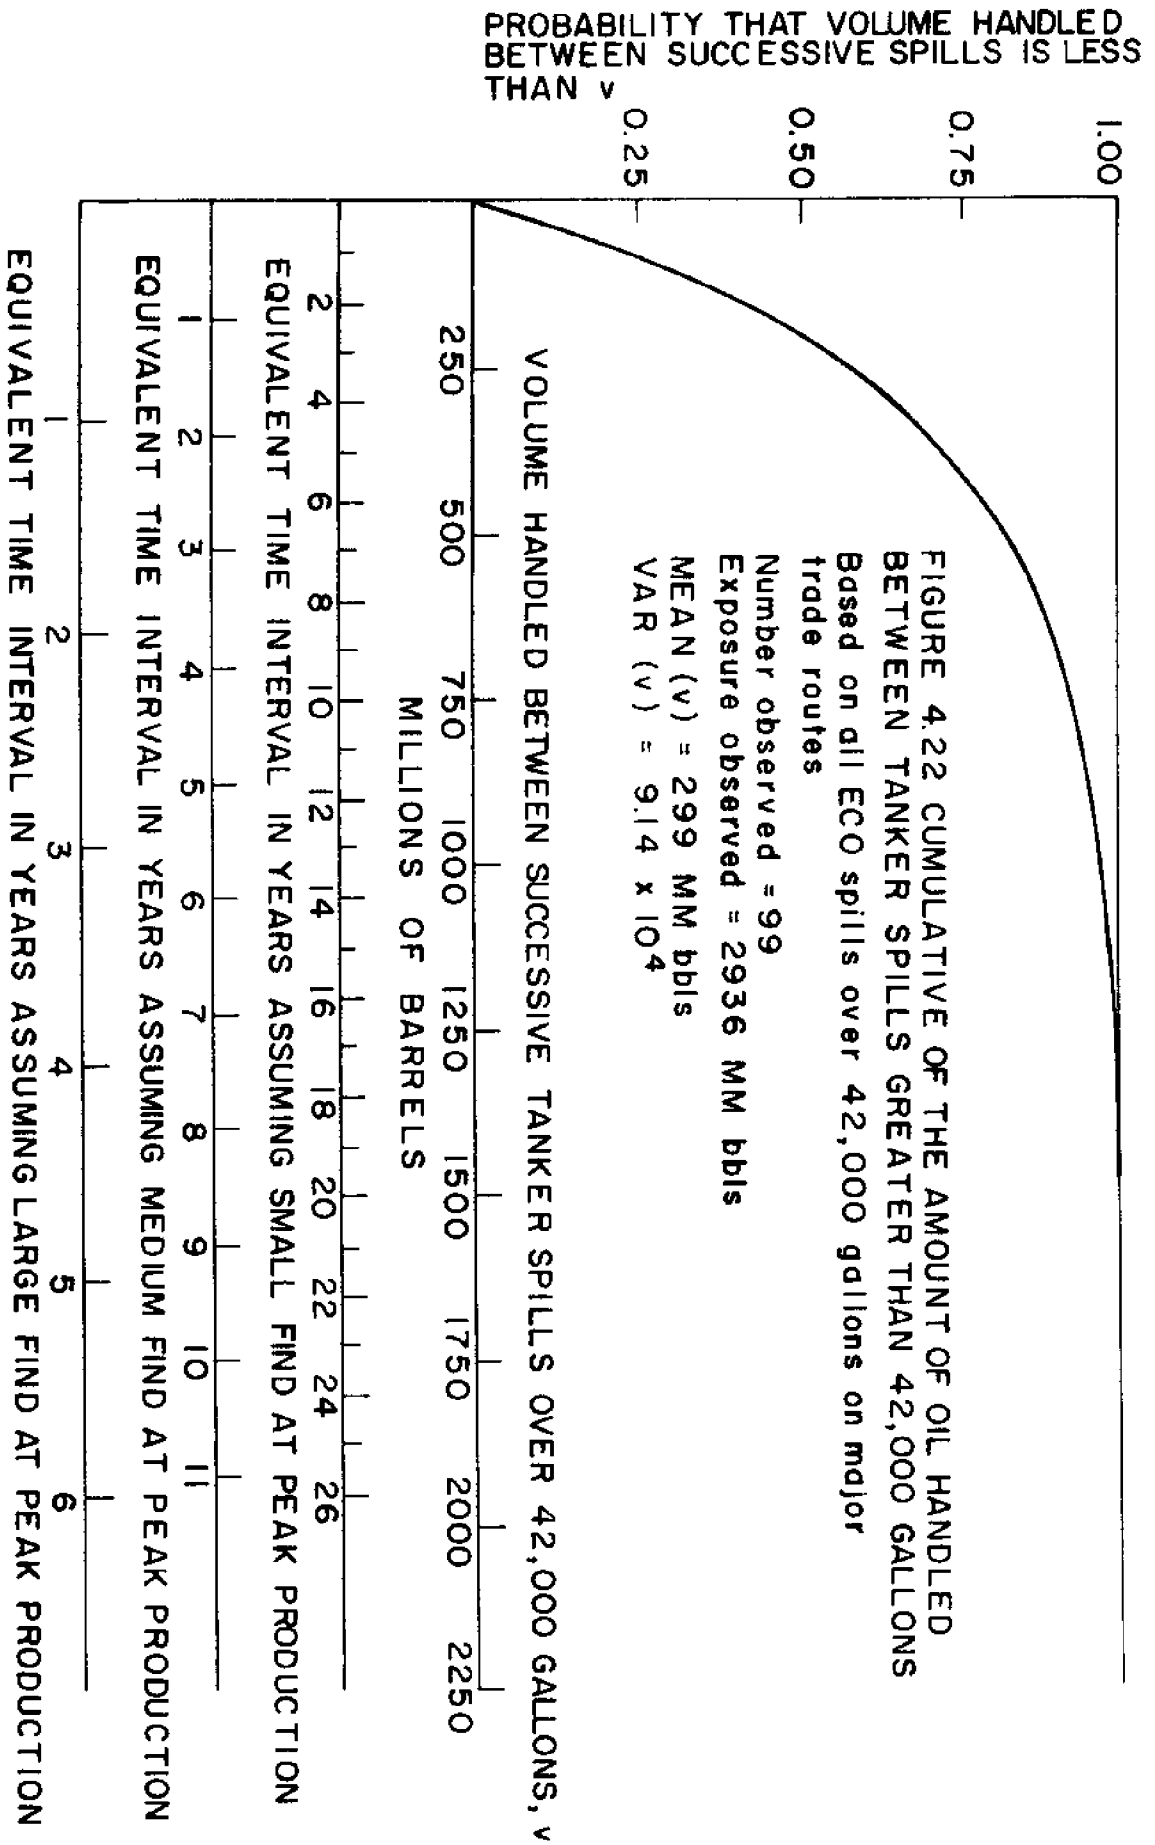 PROBABILITY THAT VOLUME HANDLED
BETWEEN SUCCESSIVE SPILLS IS LESS
THAN v
1.00
0.75
0.50
0.25
FIGURE 4.22 CUMULATIVE OF THE AMOUNT OF OIL HANDLED
BETWEEN TANKER SPILLS GREATER THAN 42,000 GALLONS
Based on all ECO spills over 42,000 gallons on major
trade routes
Number observed = 99
Exposure observed = 2936 MM bbls
MEAN (v) = 299 MM bbls
VAR (v) = 9.14 x 10⁴
VOLUME HANDLED BETWEEN SUCCESSIVE TANKER SPILLS OVER 42,000 GALLONS, v
250 500 750 1000 1250 1500 1750 2000 2250
MILLIONS OF BARRELS
2 4 6 8 10 12 14 16 18 20 22 24 26
EQUIVALENT TIME INTERVAL IN YEARS ASSUMING SMALL FIND AT PEAK PRODUCTION
1 2 3 4 5 6 7 8 9 10 11
EQUIVALENT TIME INTERVAL IN YEARS ASSUMING MEDIUM FIND AT PEAK PRODUCTION
1 2 3 4 5 6
EQUIVALENT TIME INTERVAL IN YEARS ASSUMING LARGE FIND AT PEAK PRODUCTION